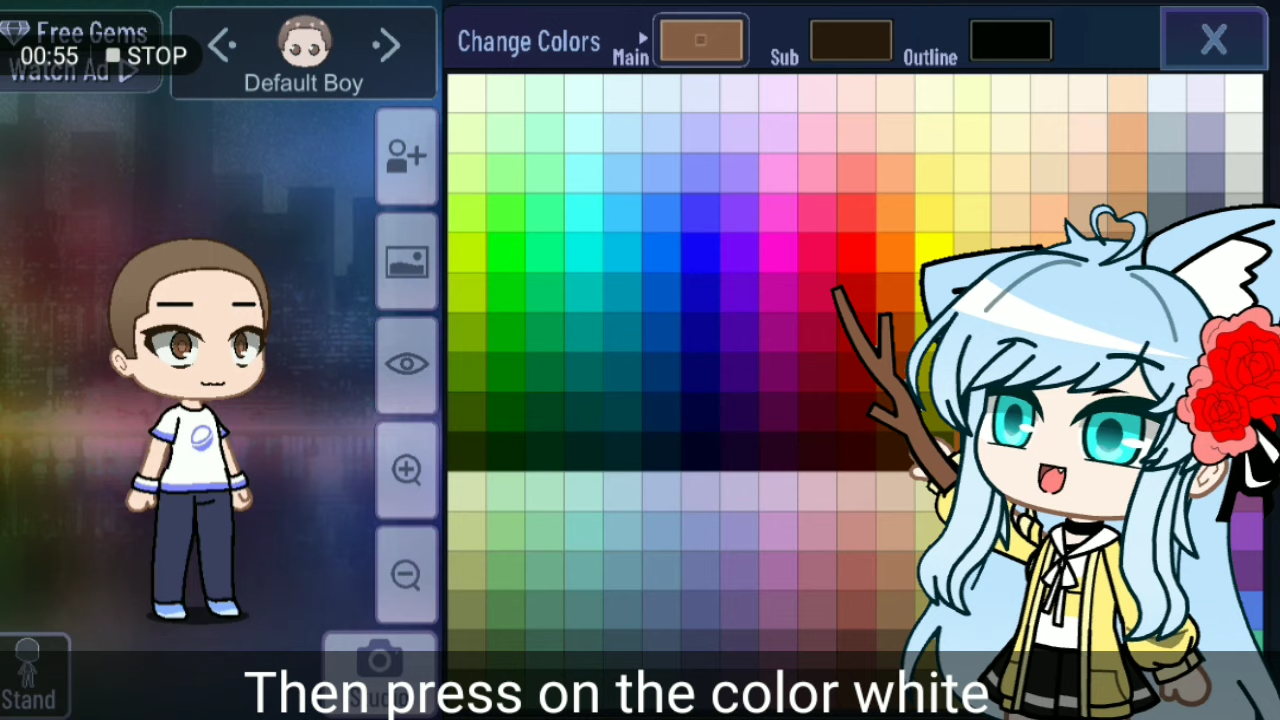 Free Gems
00:55 STOP
Watch Ad
Default Boy
Change Colors Main Sub Outline X
Stand
Studio
Then press on the color white